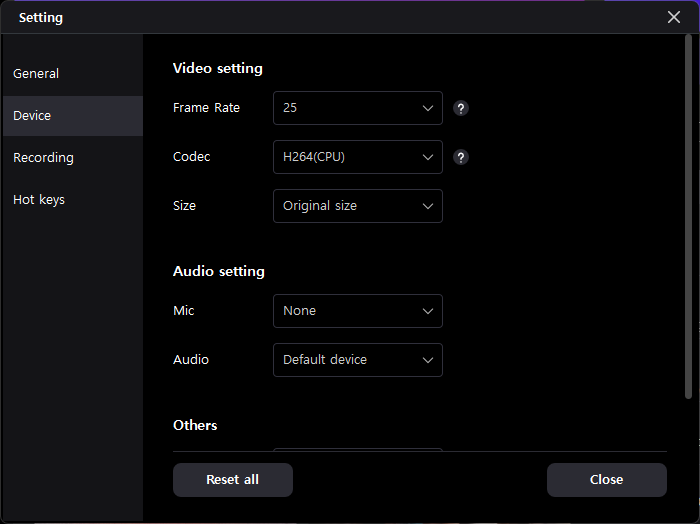 Setting
General
Device
Recording
Hot keys
Video setting
Frame Rate 25 ?
Codec H264(CPU) ?
Size Original size
Audio setting
Mic None
Audio Default device
Others
Reset all Close